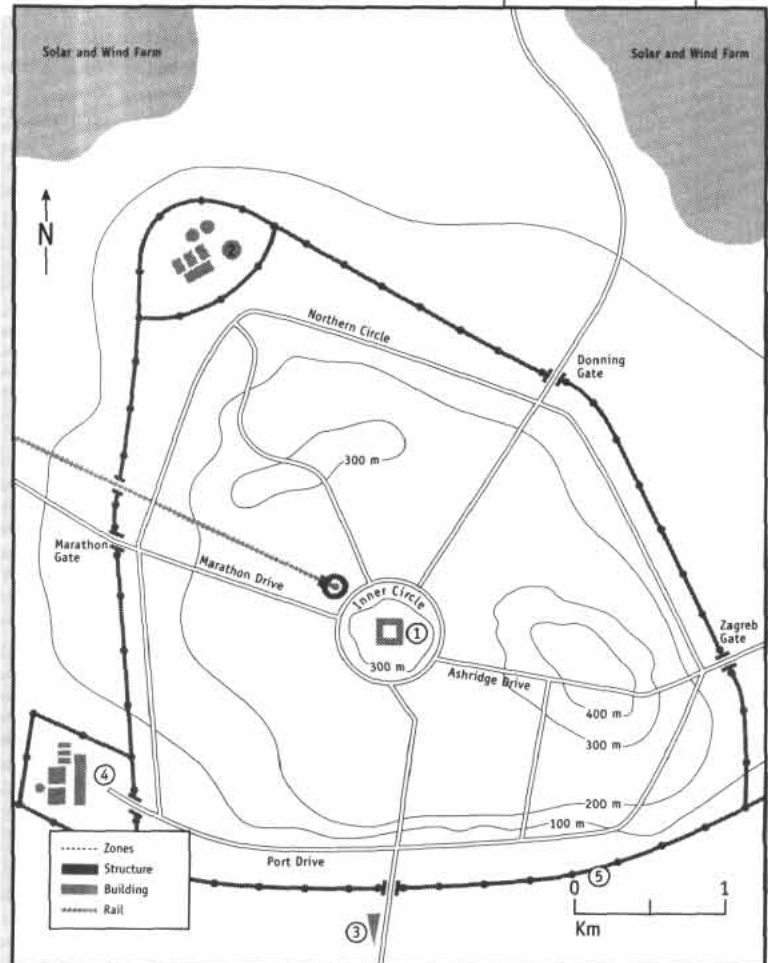 Solar and Wind Farm
Solar and Wind Farm
N
2
Northern Circle
Donning
Gate
300 m
Marathon
Gate
Marathon Drive
Inner Circle
1
300 m
Zagreb
Gate
Ashridge Drive
400 m
300 m
4
200 m
100 m
Zones
Structure
Building
Rail
Port Drive
5
0
1
Km
3